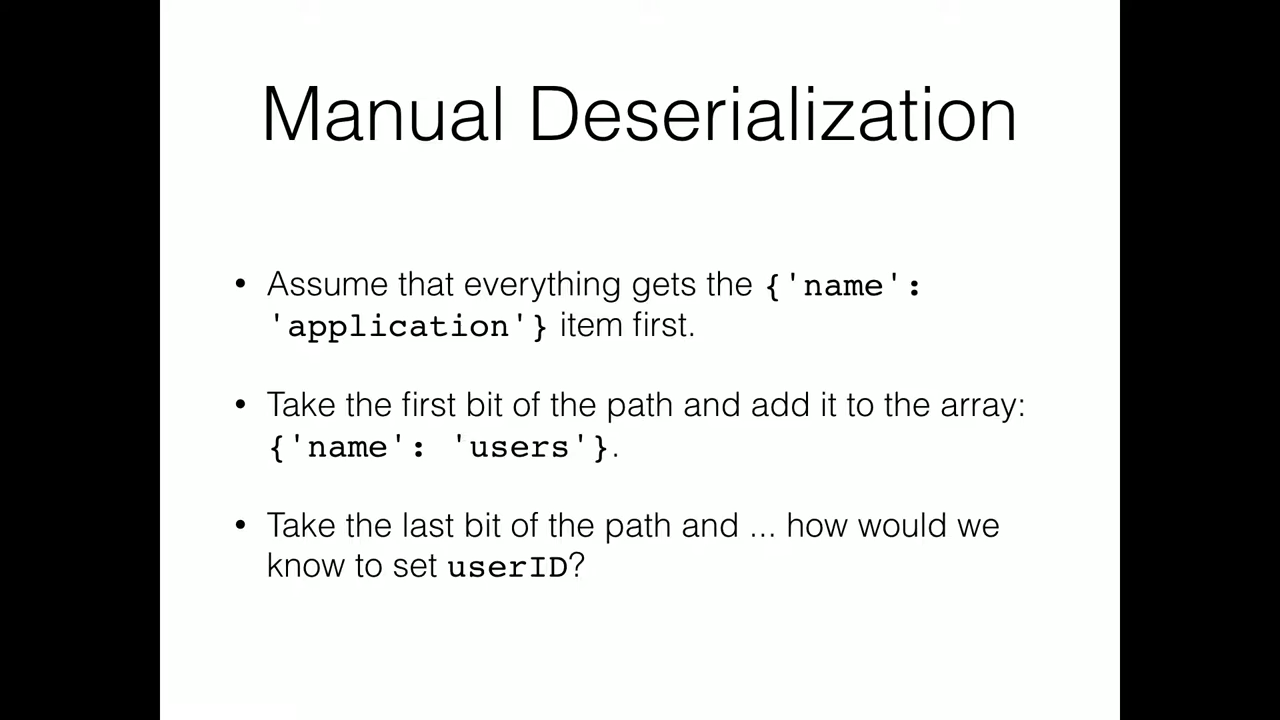 Manual Deserialization
• Assume that everything gets the {'name':
'application'} item first.
• Take the first bit of the path and add it to the array:
{'name': 'users'}.
• Take the last bit of the path and ... how would we
know to set userID?